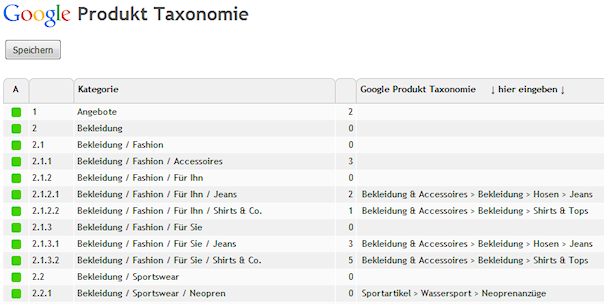 Google Produkt Taxonomie
Speichern
A Kategorie Google Produkt Taxonomie ↓ hier eingeben ↓
1 Angebote 2
2 Bekleidung 0
2.1 Bekleidung / Fashion 0
2.1.1 Bekleidung / Fashion / Accessoires 3
2.1.2 Bekleidung / Fashion / Für Ihn 0
2.1.2.1 Bekleidung / Fashion / Für Ihn / Jeans 2 Bekleidung & Accessoires > Bekleidung > Hosen > Jeans
2.1.2.2 Bekleidung / Fashion / Für Ihn / Shirts & Co. 1 Bekleidung & Accessoires > Bekleidung > Shirts & Tops
2.1.3 Bekleidung / Fashion / Für Sie 0
2.1.3.1 Bekleidung / Fashion / Für Sie / Jeans 3 Bekleidung & Accessoires > Bekleidung > Hosen > Jeans
2.1.3.2 Bekleidung / Fashion / Für Sie / Shirts & Co. 5 Bekleidung & Accessoires > Bekleidung > Shirts & Tops
2.2 Bekleidung / Sportswear 0
2.2.1 Bekleidung / Sportswear / Neopren 0 Sportartikel > Wassersport > Neoprenanzüge